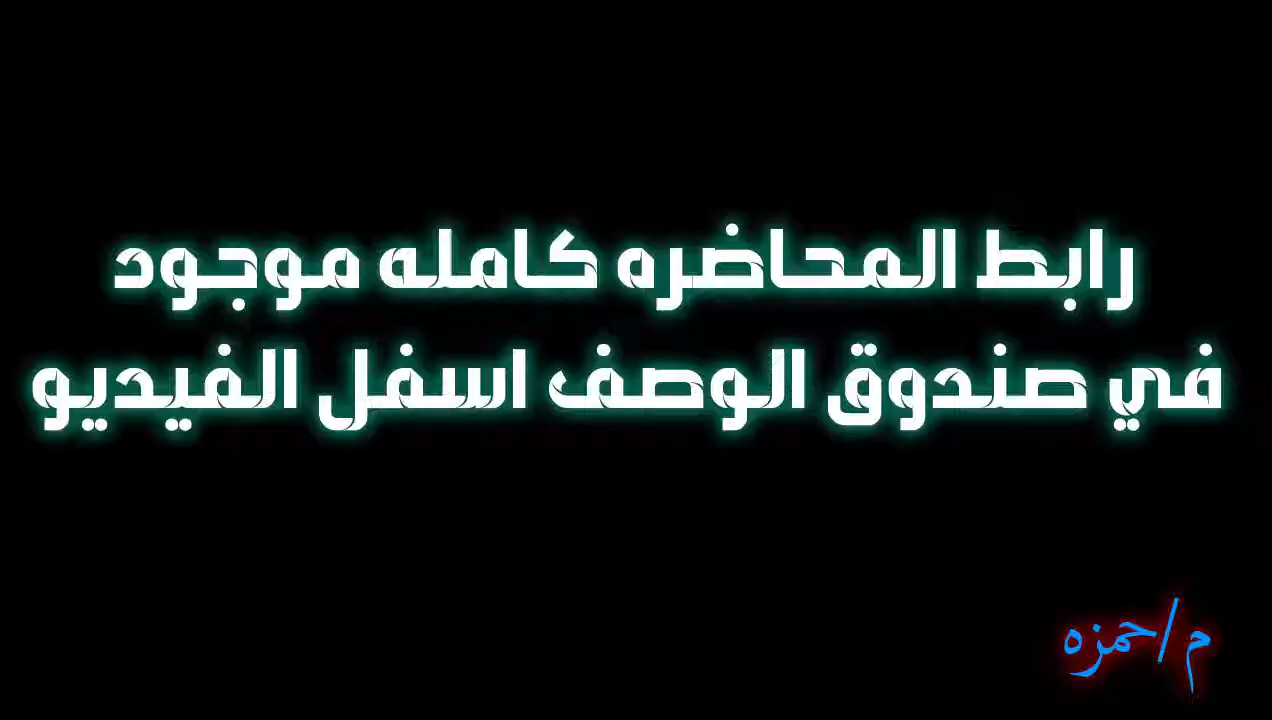 رابط المحاضره كامله موجود
في صندوق الوصف اسفل الفيديو
م/حمزه